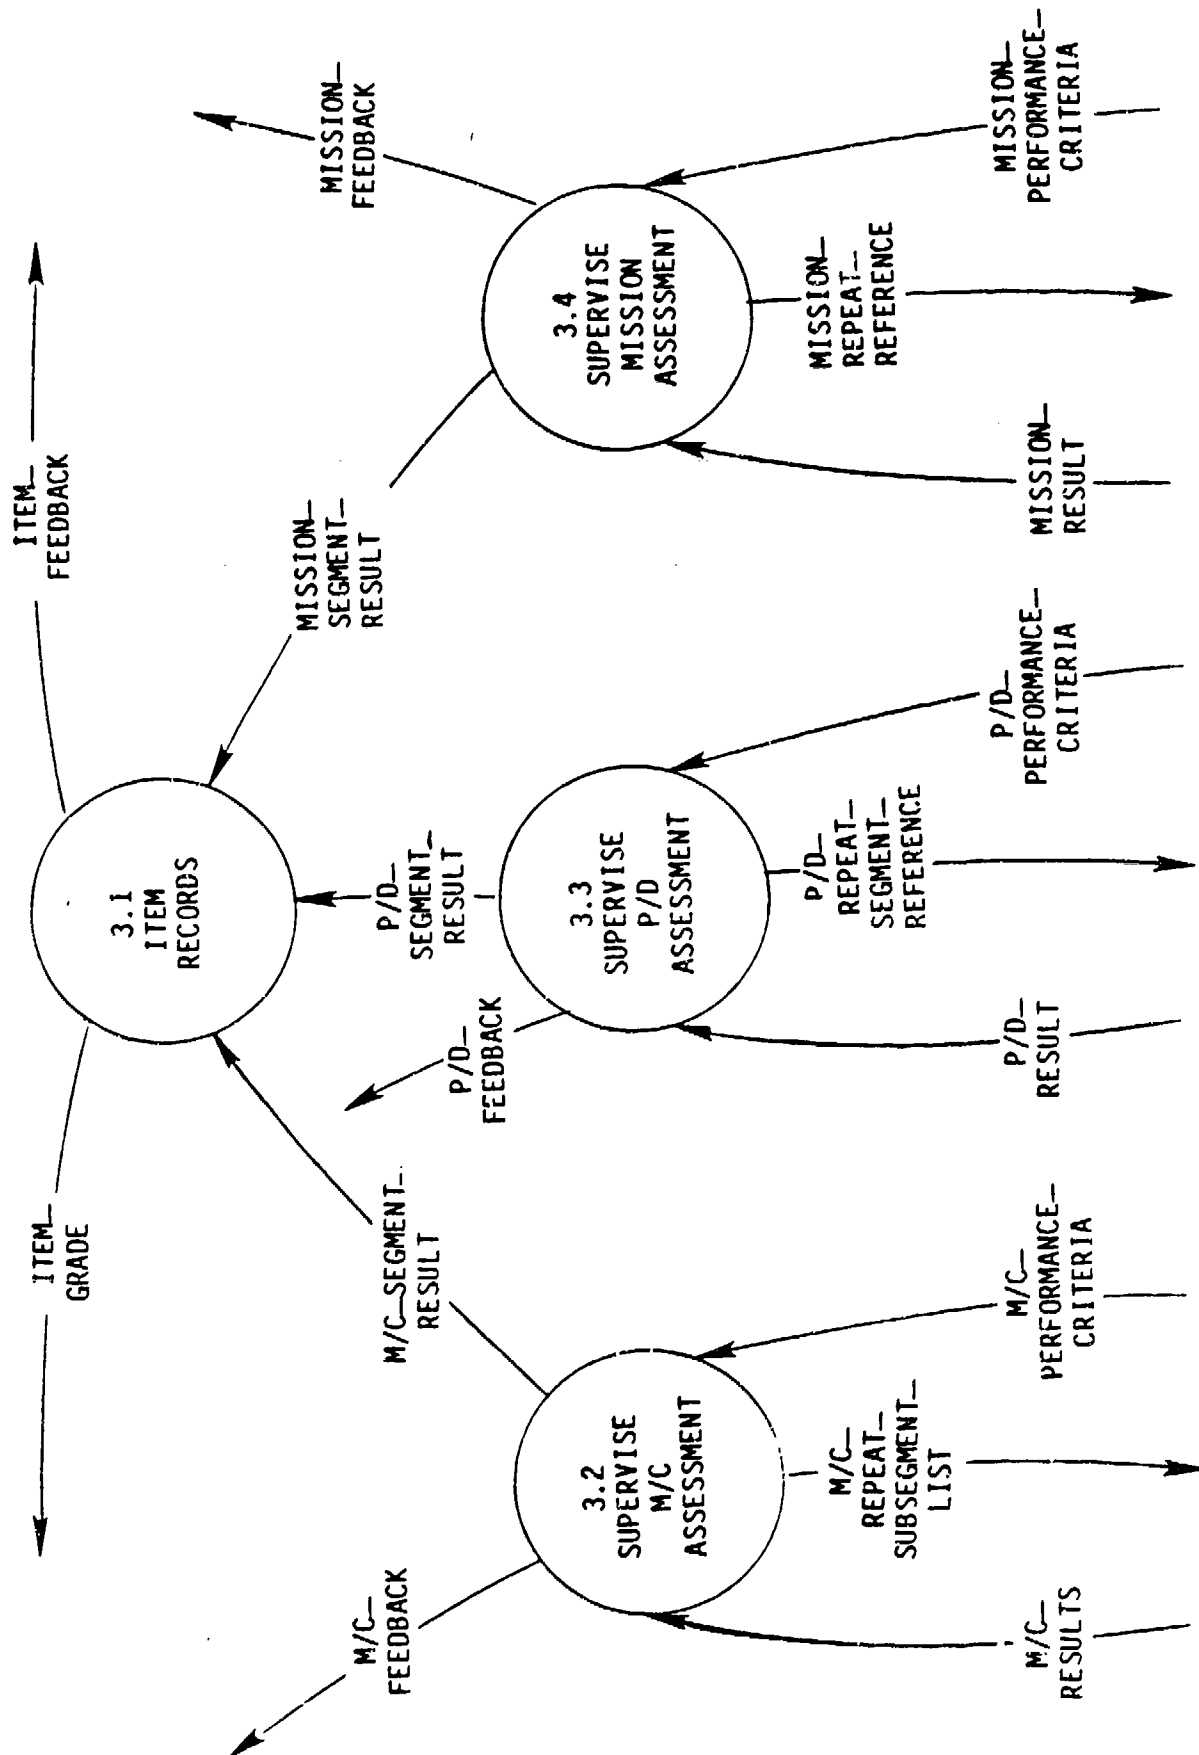 ITEM_
GRADE
3.1
ITEM
RECORDS
ITEM_
FEEDBACK
M/C_
FEEDBACK
M/C_SEGMENT_
RESULT
P/D_
FEEDBACK
P/D_
SEGMENT_
RESULT
MISSION_
SEGMENT_
RESULT
MISSION_
FEEDBACK
3.2
SUPERVISE
M/C
ASSESSMENT
3.3
SUPERVISE
P/D
ASSESSMENT
3.4
SUPERVISE
MISSION
ASSESSMENT
M/C_
RESULTS
M/C_
REPEAT_
SUBSEGMENT_
LIST
M/C_
PERFORMANCE_
CRITERIA
P/D_
RESULT
P/D_
REPEAT_
SEGMENT_
REFERENCE
P/D_
PERFORMANCE_
CRITERIA
MISSION_
RESULT
MISSION_
REPEAT_
REFERENCE
MISSION_
PERFORMANCE_
CRITERIA